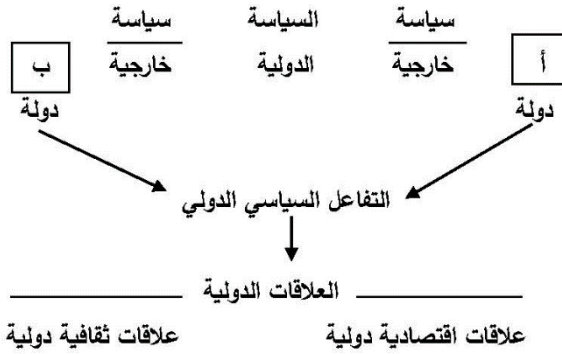 سياسة السياسة سياسة
أ خارجية الدولية خارجية ب
دولة دولة
التفاعل السياسي الدولي
العلاقات الدولية
علاقات اقتصادية دولية علاقات ثقافية دولية